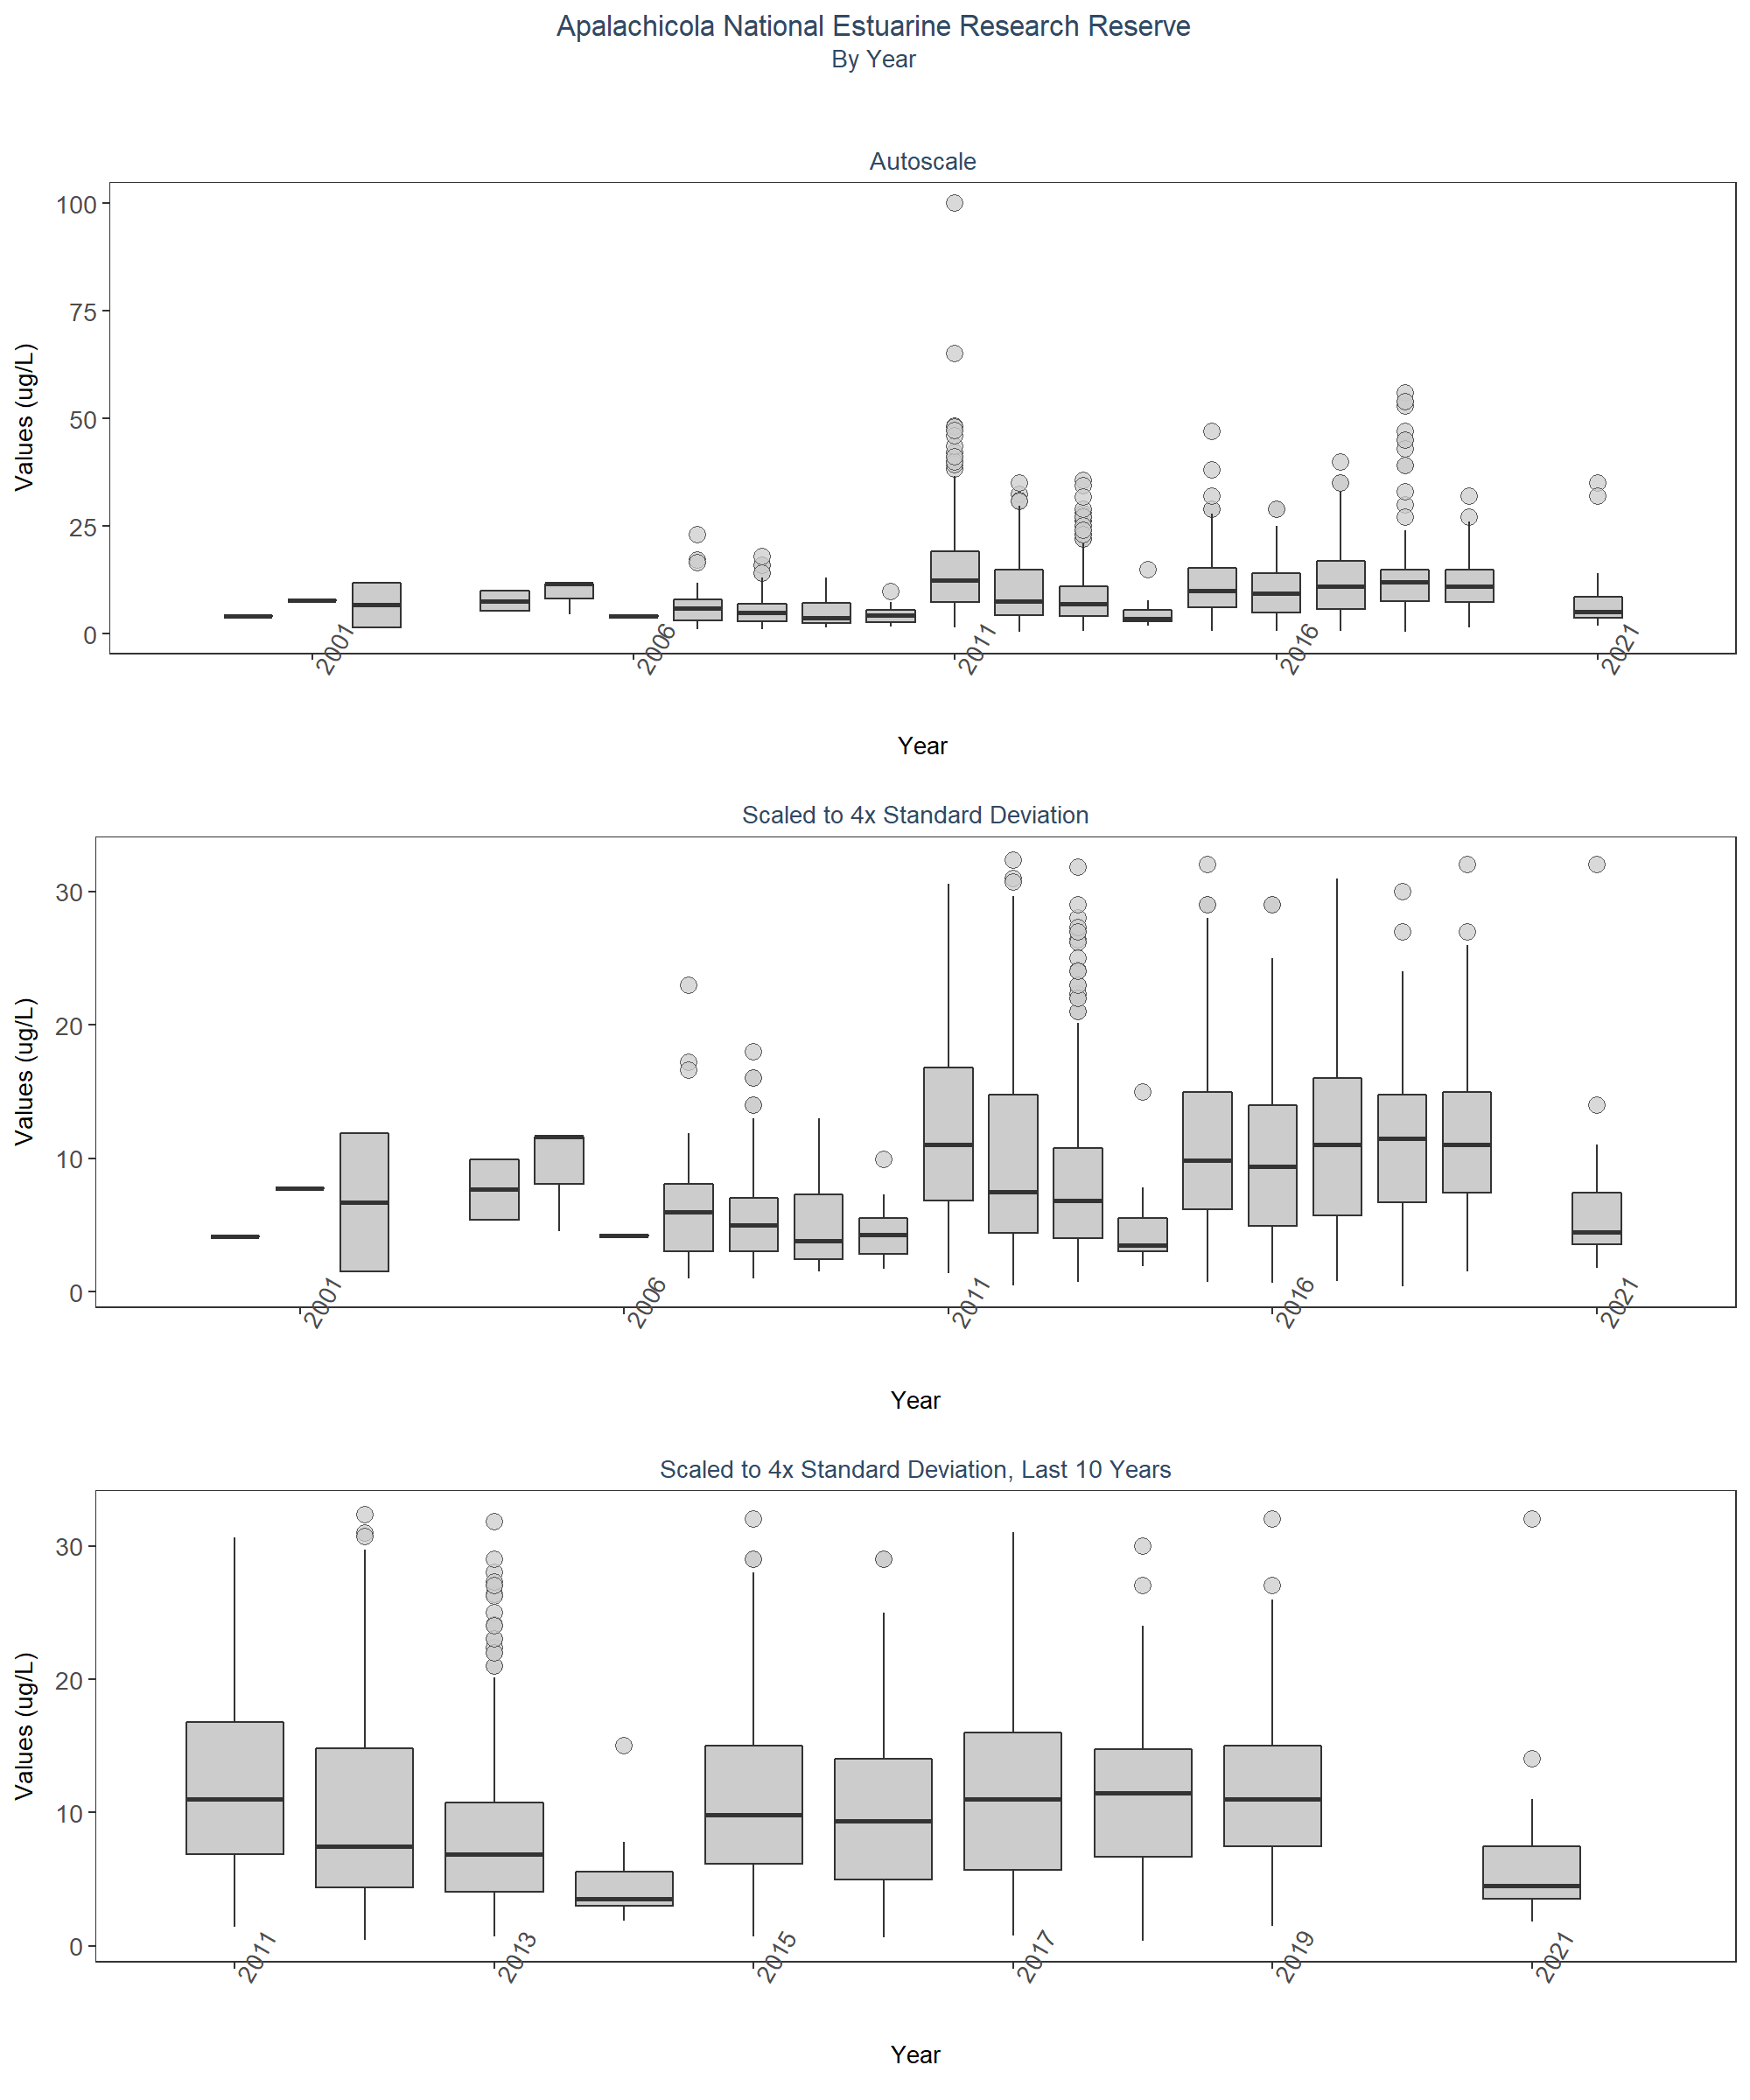 Apalachicola National Estuarine Research Reserve
By Year
Autoscale
Values (ug/L)
100
75
50
25
0
2001
2006
2011
2016
2021
Year
Scaled to 4x Standard Deviation
Values (ug/L)
30
20
10
0
2001
2006
2011
2016
2021
Year
Scaled to 4x Standard Deviation, Last 10 Years
Values (ug/L)
30
20
10
0
2011
2013
2015
2017
2019
2021
Year